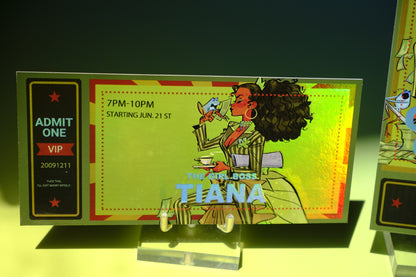 ADMIT
ONE
VIP
20091211
7PM-10PM
STARTING JUN. 21 ST
THE GIRL BOSS
TIANA